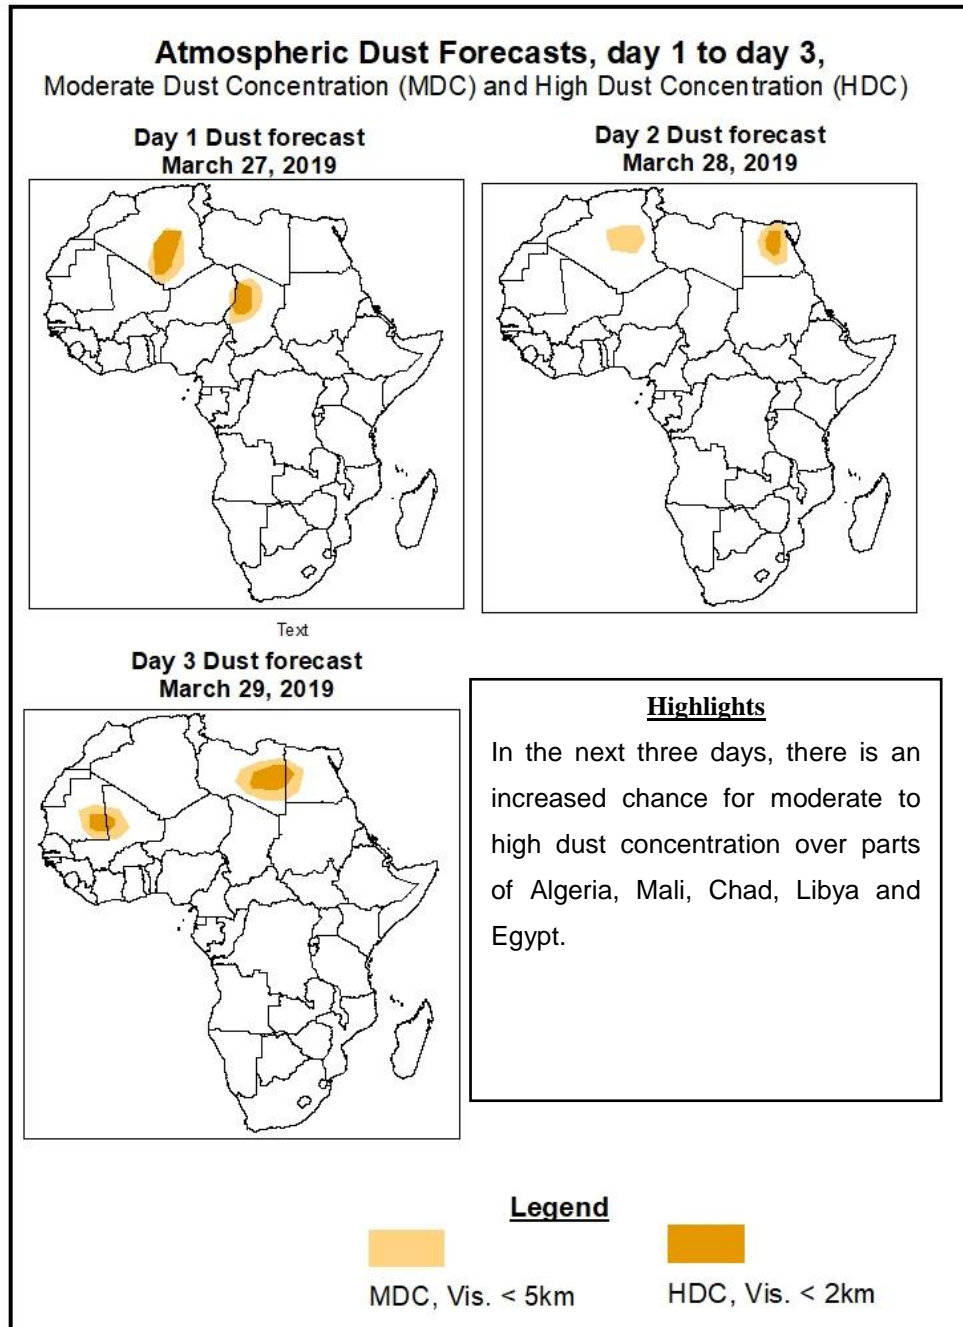 Atmospheric Dust Forecasts, day 1 to day 3,
Moderate Dust Concentration (MDC) and High Dust Concentration (HDC)
Day 1 Dust forecast
March 27, 2019
Day 2 Dust forecast
March 28, 2019
Text
Day 3 Dust forecast
March 29, 2019
Highlights
In the next three days, there is an
increased chance for moderate to
high dust concentration over parts
of Algeria, Mali, Chad, Libya and
Egypt.
Legend
MDC, Vis. < 5km
HDC, Vis. < 2km